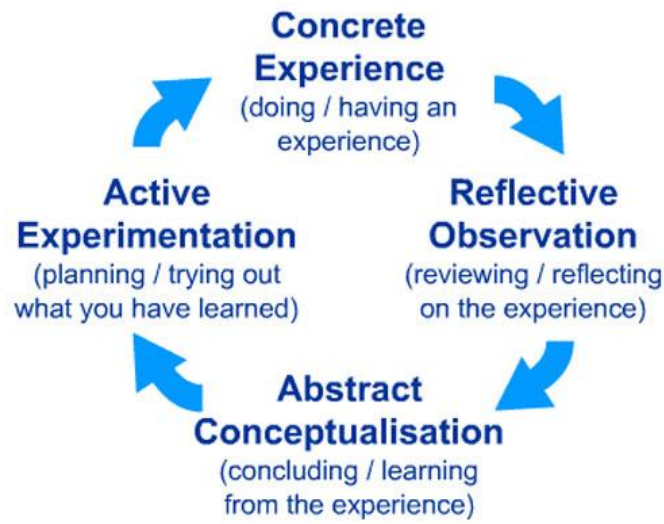 Concrete
Experience
(doing / having an
experience)
Reflective
Observation
(reviewing / reflecting
on the experience)
Abstract
Conceptualisation
(concluding / learning
from the experience)
Active
Experimentation
(planning / trying out
what you have learned)